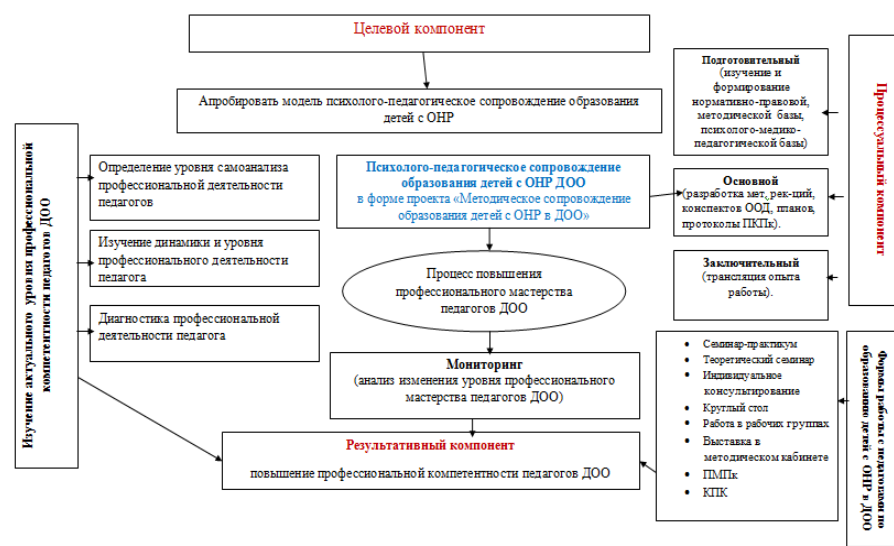 Целевой компонент
Апробировать модель психолого-педагогическое сопровождение образования
детей с ОНР
Подготовительный
(изучение и
формирование
нормативно-правовой,
методической базы,
психолого-медико-
педагогической базы)
Процессуальный компонент
Изучение актуального уровня профессиональной
компетентности педагогов ДОО
Определение уровня самоанализа
профессиональной деятельности
педагогов
Психолого-педагогическое сопровождение
образования детей с ОНР ДОО
в форме проекта «Методическое сопровождение
образования детей с ОНР в ДОО»
Основной
(разработка мет, рек-ций,
конспектов ООД, планов,
протоколы ПКПк).
Изучение динамики и уровня
профессионального деятельности
педагога
Процесс повышения
профессионального мастерства
педагогов ДОО
Заключительный
(трансляция опыта
работы).
Диагностика профессиональной
деятельности педагога
Мониторинг
(анализ изменения уровня профессионального
мастерства педагогов ДОО)
• Семинар-практикум
• Теоретический семинар
• Индивидуальное
консультирование
• Круглый стол
• Работа в рабочих группах
• Выставка в
методическом кабинете
• ПМПк
• КПК
Формы работы с педагогами по
образованию детей с ОНР в ДОО
Результативный компонент
повышение профессиональной компетентности педагогов ДОО